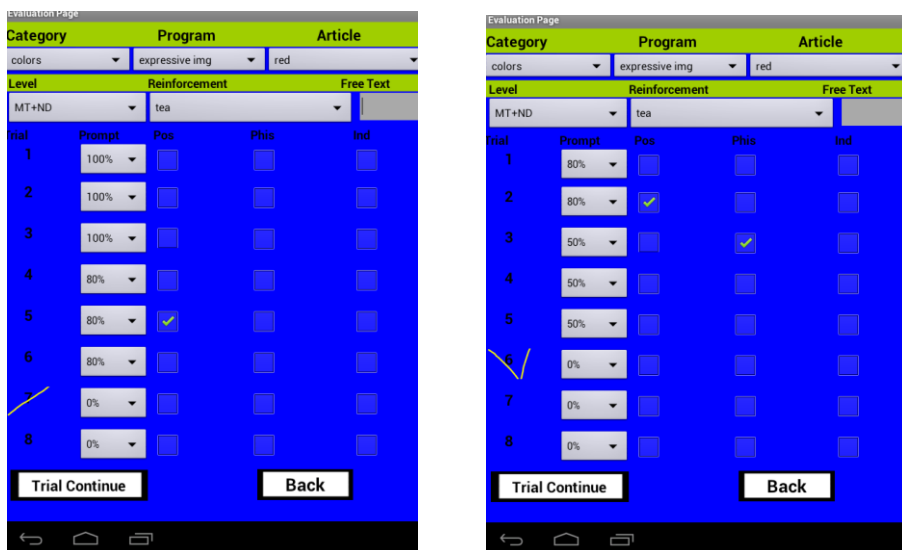 Evaluation Page
Category Program Article
colors expressive img red
Level Reinforcement Free Text
MT+ND tea
Trial Prompt Pos Phis Ind
1 100%
2 100%
3 100%
4 80%
5 80%
6 80%
0%
8 0%
Trial Continue Back
Evaluation Page
Category Program Article
colors expressive img red
Level Reinforcement Free Text
MT+ND tea
Trial Prompt Pos Phis Ind
1 80%
2 80%
3 50%
4 50%
5 50%
6 0%
7 0%
8 0%
Trial Continue Back